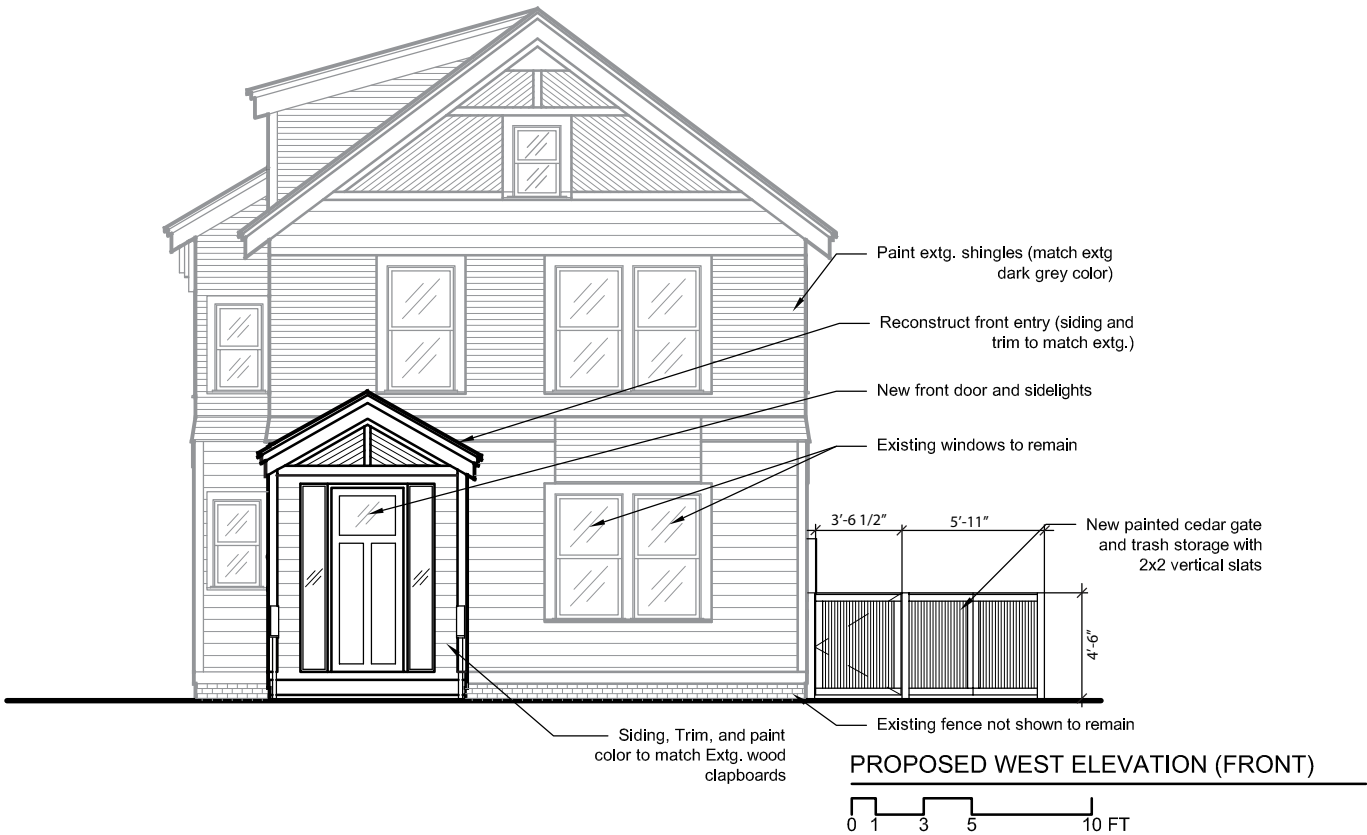 Paint extg. shingles (match extg
dark grey color)
Reconstruct front entry (siding and
trim to match extg.)
New front door and sidelights
Existing windows to remain
3'-6 1/2"
5'-11"
New painted cedar gate
and trash storage with
2x2 vertical slats
4'-6"
Existing fence not shown to remain
Siding, Trim, and paint
color to match Extg. wood
clapboards
PROPOSED WEST ELEVATION (FRONT)
0 1 3 5 10 FT